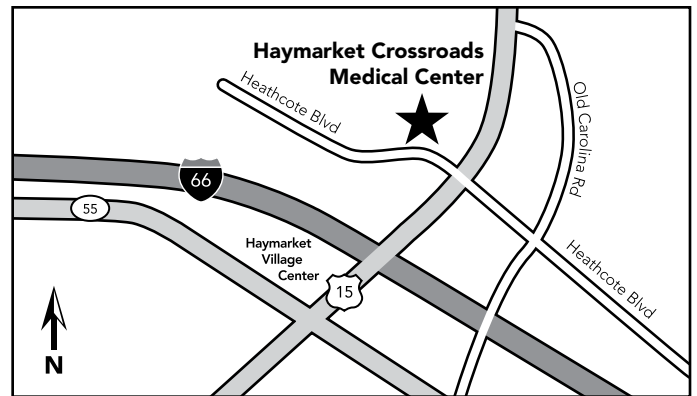 Haymarket Crossroads
Medical Center
Heathcote Blvd
Old Carolina Rd
66
55
Haymarket
Village
Center
15
Heathcote Blvd
N